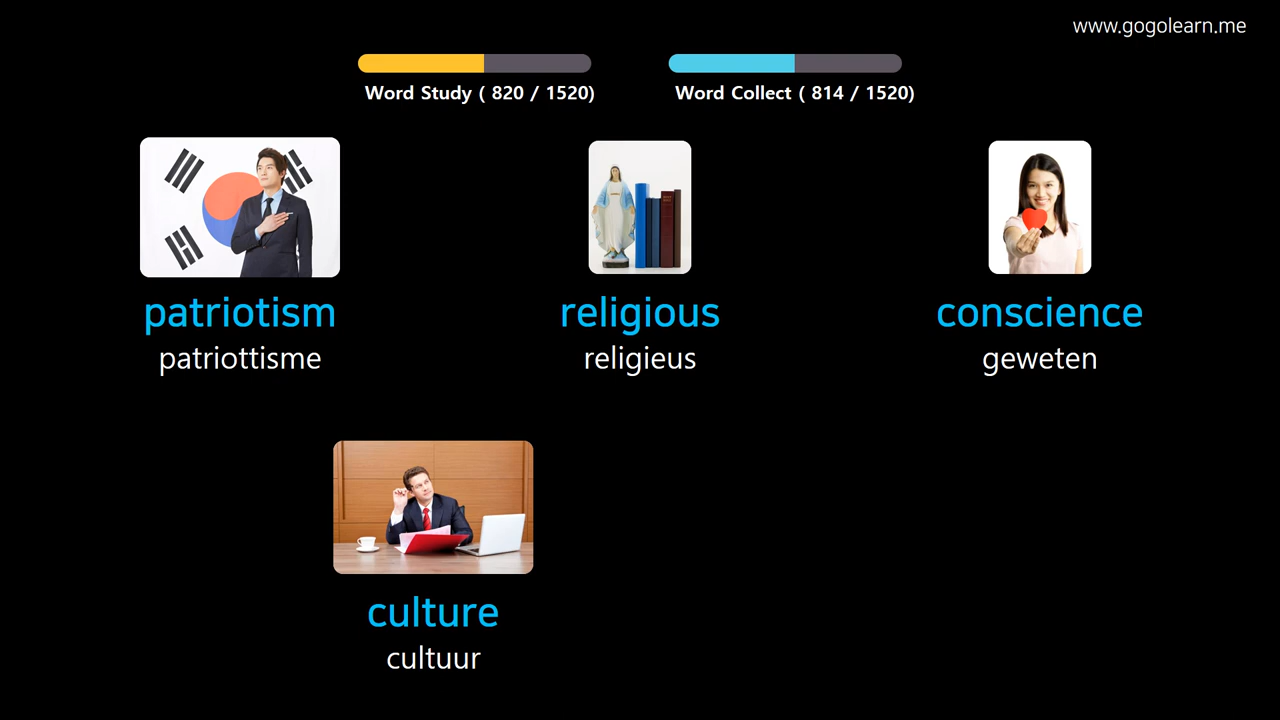 www.gogolearn.me
Word Study ( 820 / 1520)
Word Collect ( 814 / 1520)
patriotism
patriottisme
religious
religieus
conscience
geweten
culture
cultuur